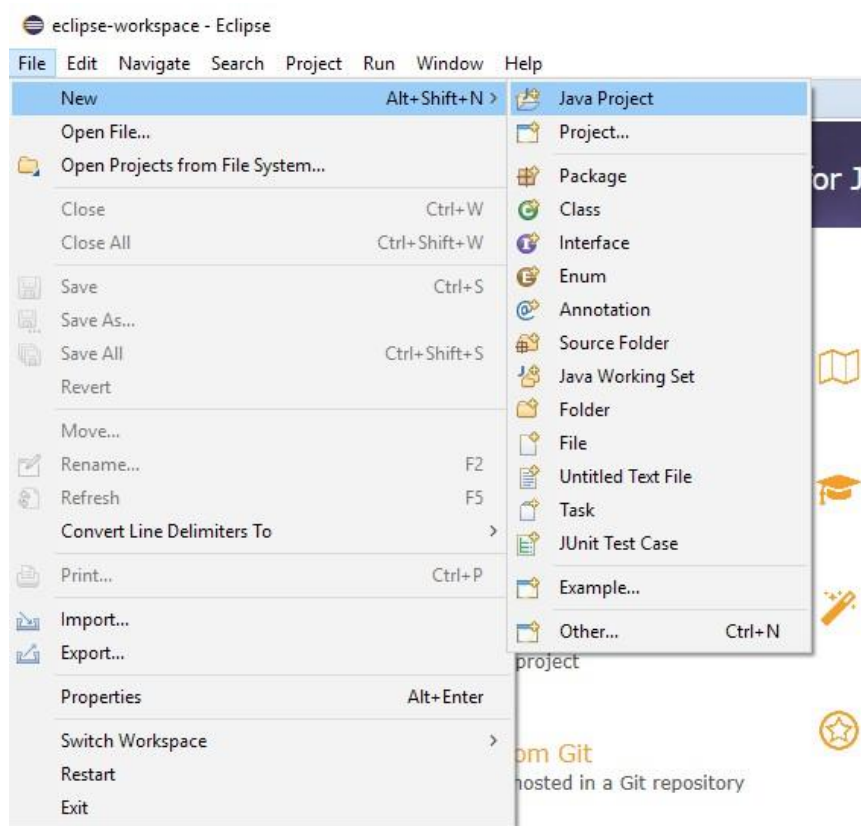 eclipse-workspace - Eclipse
File Edit Navigate Search Project Run Window Help
New Alt+Shift+N >
Open File...
Open Projects from File System...
Close Ctrl+W
Close All Ctrl+Shift+W
Save Ctrl+S
Save As...
Save All Ctrl+Shift+S
Revert
Move...
Rename... F2
Refresh F5
Convert Line Delimiters To >
Print... Ctrl+P
Import...
Export...
Properties Alt+Enter
Switch Workspace >
Restart
Exit
Java Project
Project...
Package
Class
Interface
Enum
Annotation
Source Folder
Java Working Set
Folder
File
Untitled Text File
Task
JUnit Test Case
Example...
Other... Ctrl+N
or J
project
om Git
hosted in a Git repository